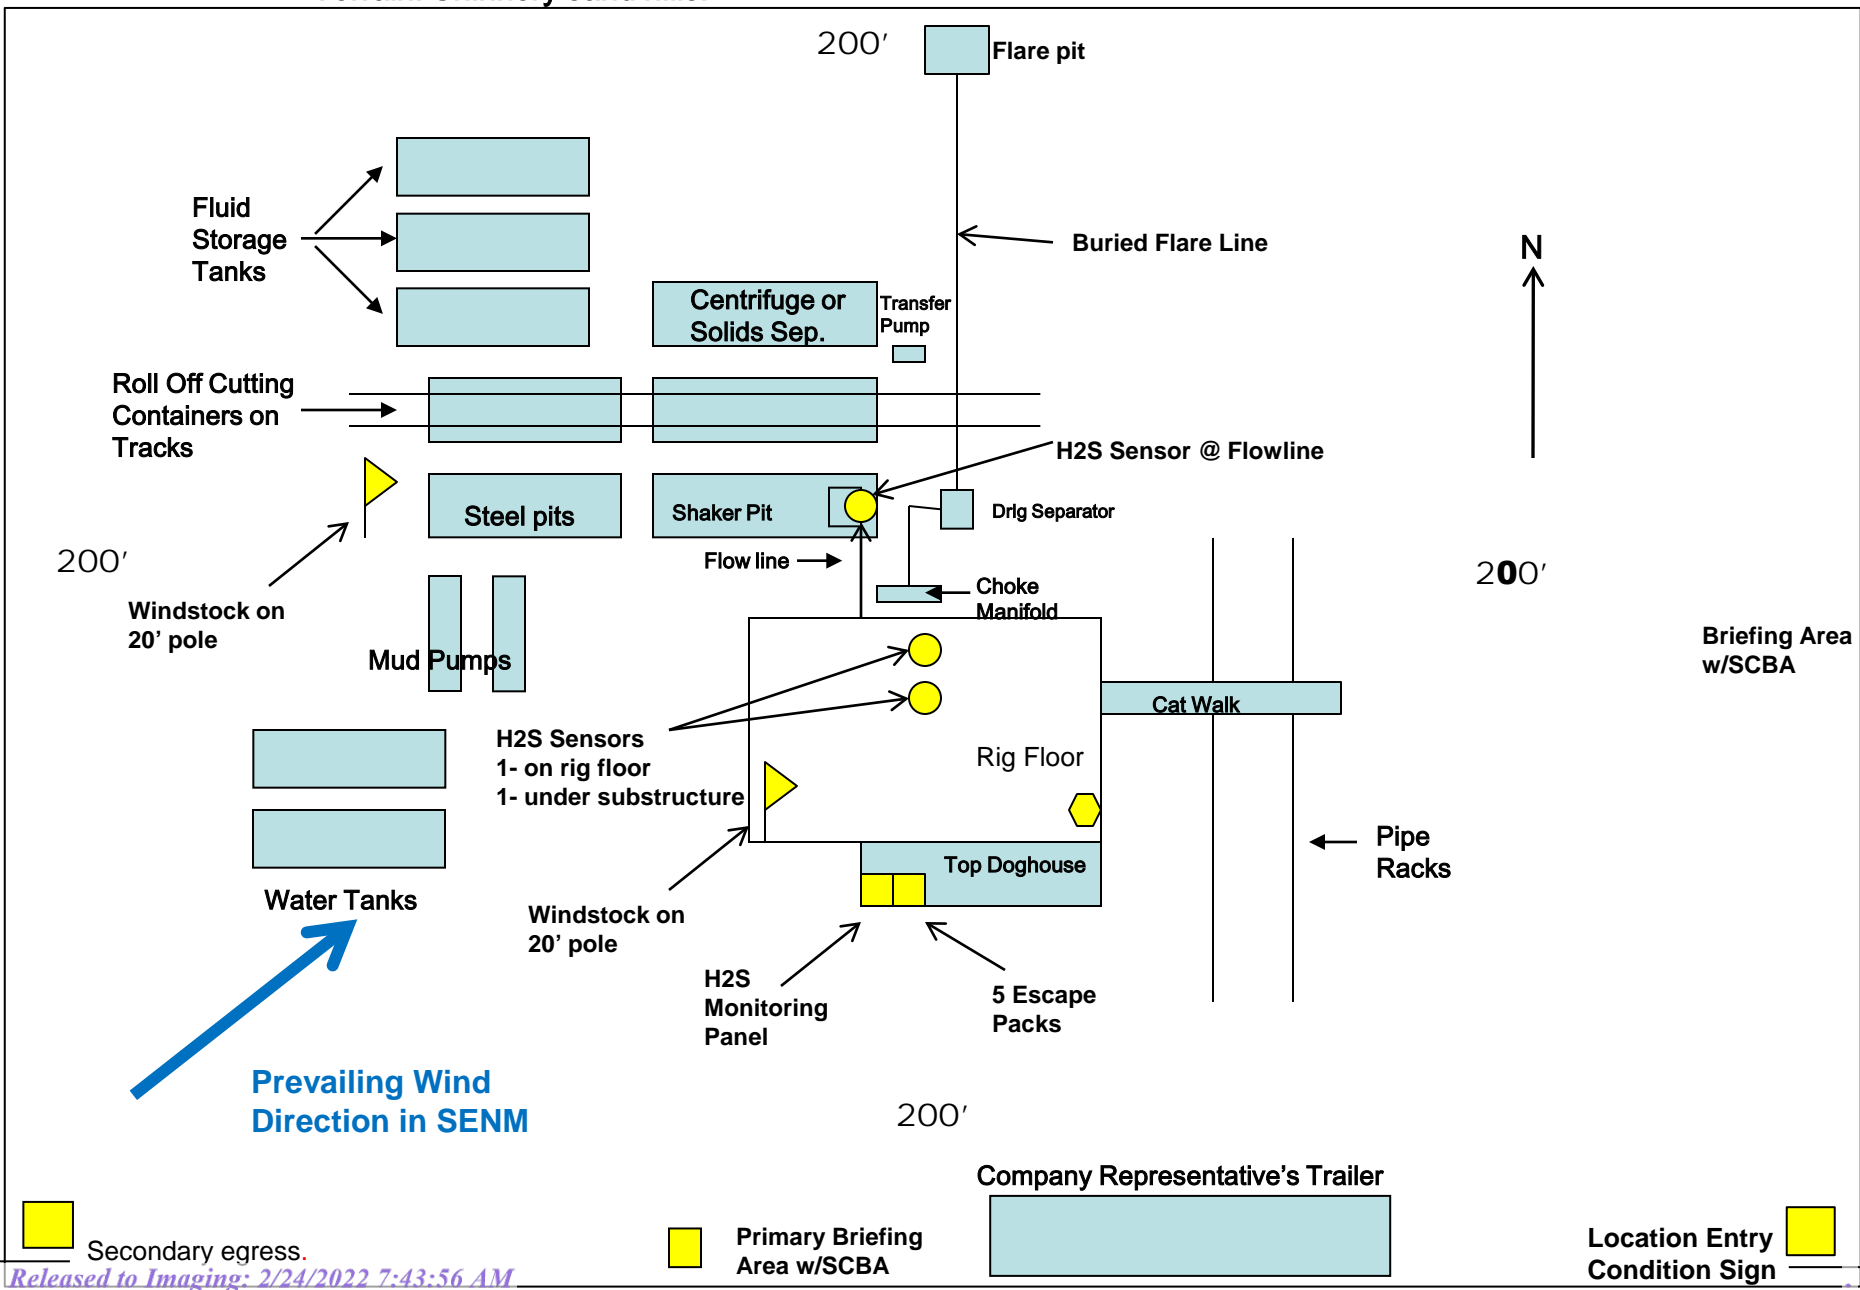 200'
Flare pit
Fluid
Storage
Tanks
Buried Flare Line
N
Centrifuge or
Solids Sep.
Transfer
Pump
Roll Off Cutting
Containers on
Tracks
H2S Sensor @ Flowline
Steel pits
Shaker Pit
Drlg Separator
200'
Flow line
Choke
Manifold
200'
Windstock on
20' pole
Mud Pumps
Briefing Area
w/SCBA
Cat Walk
H2S Sensors
1- on rig floor
1- under substructure
Rig Floor
Pipe
Racks
Top Doghouse
Water Tanks
Windstock on
20' pole
H2S
Monitoring
Panel
5 Escape
Packs
Prevailing Wind
Direction in SENM
200'
Company Representative's Trailer
Secondary egress.
Primary Briefing
Area w/SCBA
Location Entry
Condition Sign
Released to Imaging: 2/24/2022 7:43:56 AM